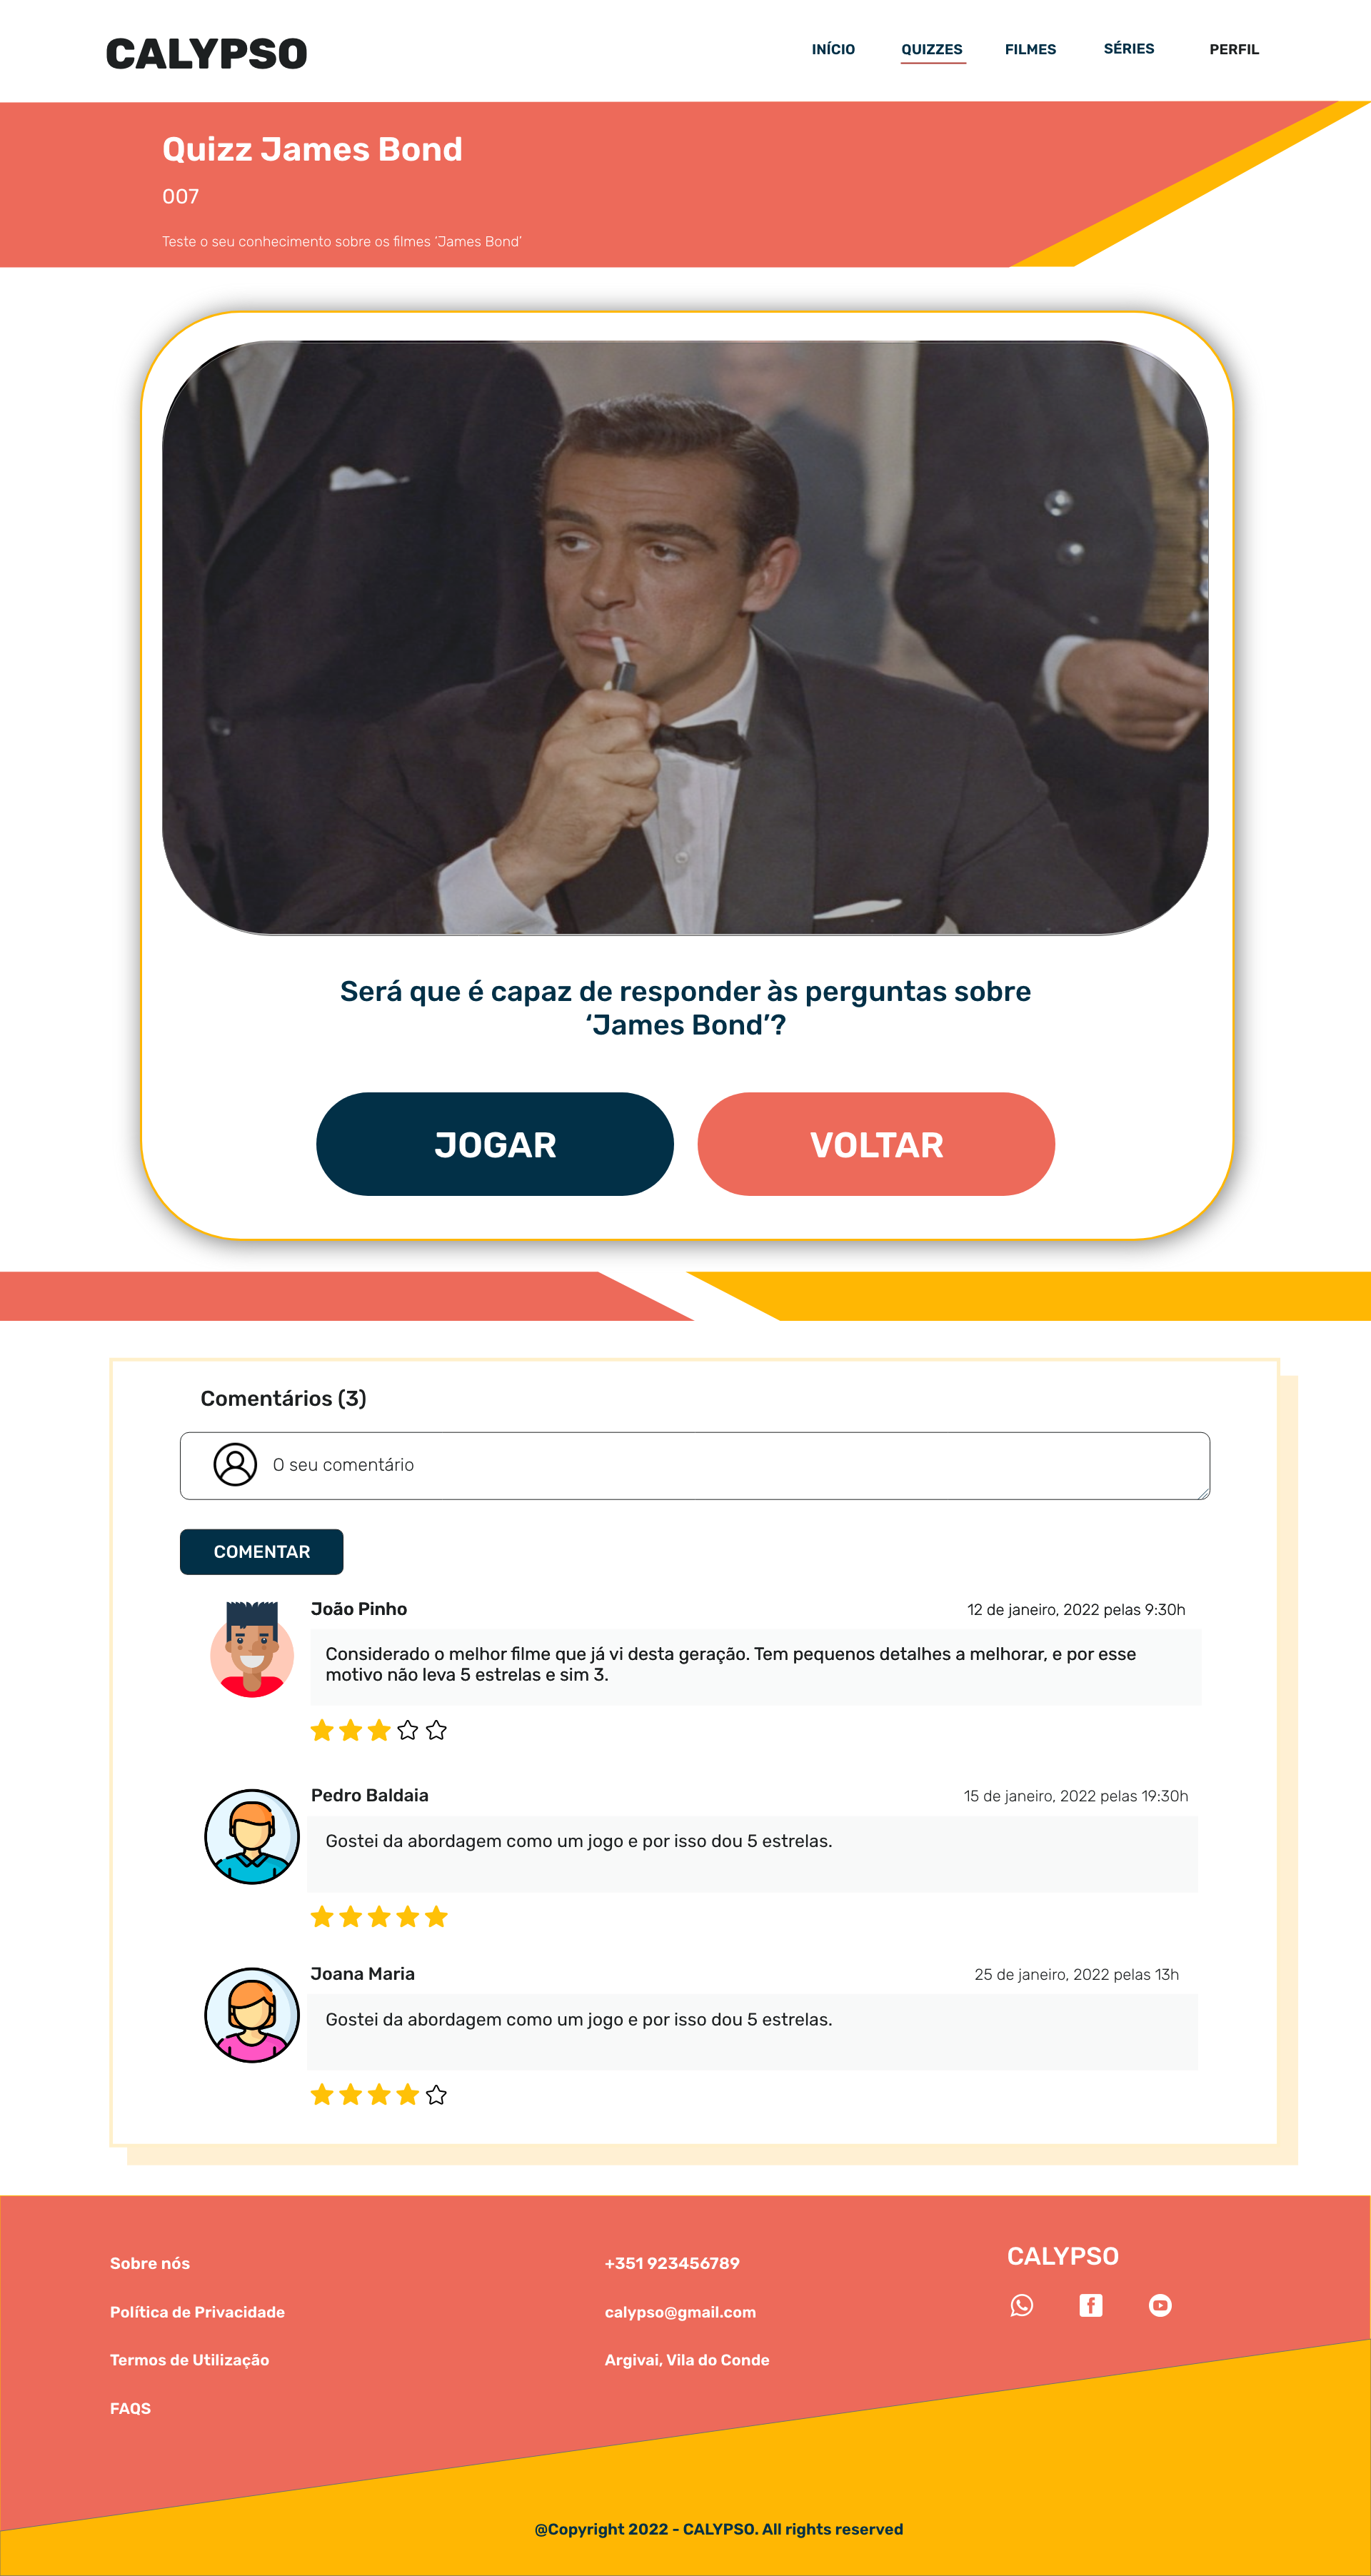 CALYPSO
INÍCIO
QUIZZES
FILMES
SÉRIES
PERFIL
Quizz James Bond
007
Teste o seu conhecimento sobre os filmes ‘James Bond’
Será que é capaz de responder às perguntas sobre
‘James Bond’?
JOGAR
VOLTAR
Comentários (3)
O seu comentário
COMENTAR
João Pinho
12 de janeiro, 2022 pelas 9:30h
Considerado o melhor filme que já vi desta geração. Tem pequenos detalhes a melhorar, e por esse
motivo não leva 5 estrelas e sim 3.
Pedro Baldaia
15 de janeiro, 2022 pelas 19:30h
Gostei da abordagem como um jogo e por isso dou 5 estrelas.
Joana Maria
25 de janeiro, 2022 pelas 13h
Gostei da abordagem como um jogo e por isso dou 5 estrelas.
Sobre nós
Política de Privacidade
Termos de Utilização
FAQS
+351 923456789
calypso@gmail.com
Argivai, Vila do Conde
CALYPSO
@Copyright 2022 - CALYPSO. All rights reserved